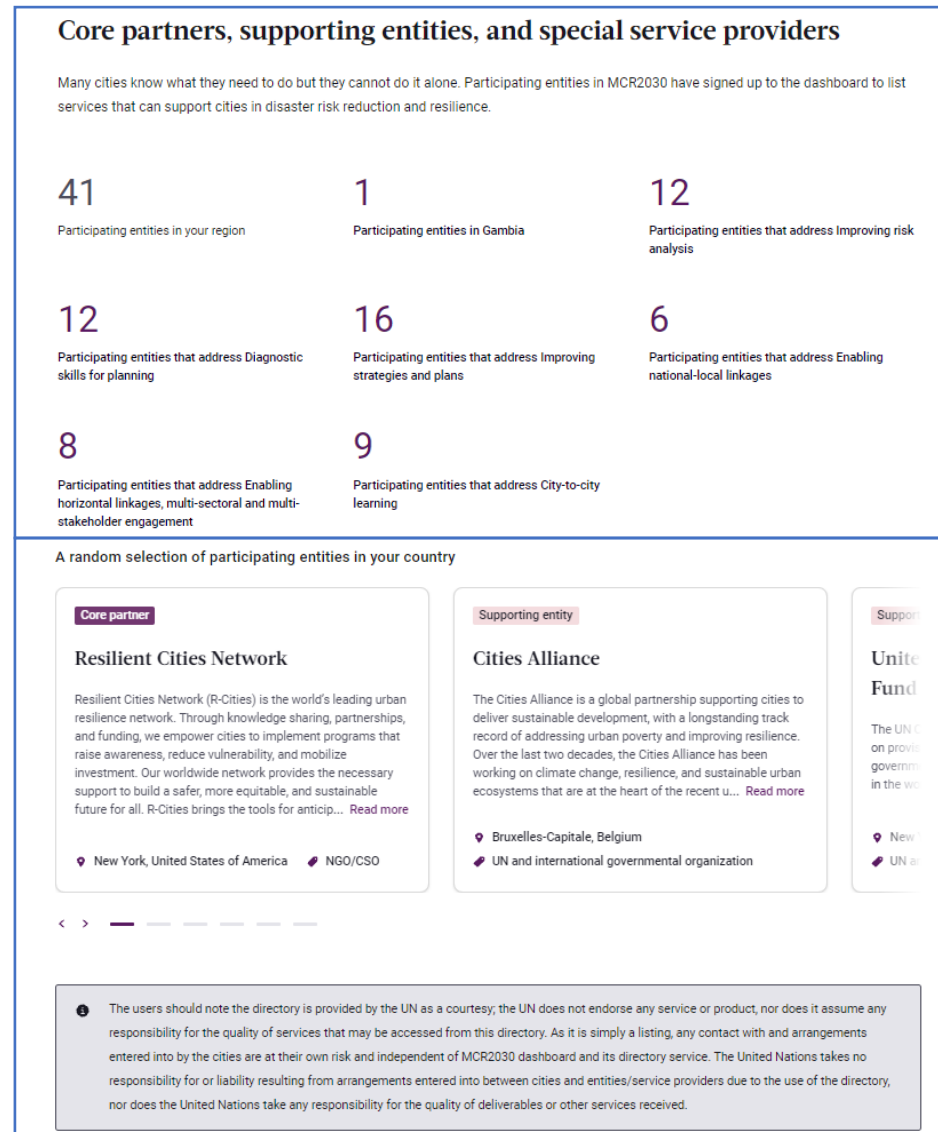 Core partners, supporting entities, and special service providers
Many cities know what they need to do but they cannot do it alone. Participating entities in MCR2030 have signed up to the dashboard to list
services that can support cities in disaster risk reduction and resilience.
41
Participating entities in your region
1
Participating entities in Gambia
12
Participating entities that address Improving risk
analysis
12
Participating entities that address Diagnostic
skills for planning
16
Participating entities that address Improving
strategies and plans
6
Participating entities that address Enabling
national-local linkages
8
Participating entities that address Enabling
horizontal linkages, multi-sectoral and multi-
stakeholder engagement
9
Participating entities that address City-to-city
learning
A random selection of participating entities in your country
Core partner
Resilient Cities Network
Resilient Cities Network (R-Cities) is the world's leading urban
resilience network. Through knowledge sharing, partnerships,
and funding, we empower cities to implement programs that
raise awareness, reduce vulnerability, and mobilize
investment. Our worldwide network provides the necessary
support to build a safer, more equitable, and sustainable
future for all. R-Cities brings the tools for anticip... Read more
New York, United States of America NGO/CSO
Supporting entity
Cities Alliance
The Cities Alliance is a global partnership supporting cities to
deliver sustainable development, with a longstanding track
record of addressing urban poverty and improving resilience.
Over the last two decades, the Cities Alliance has been
working on climate change, resilience, and sustainable urban
ecosystems that are at the heart of the recent u... Read more
Bruxelles-Capitale, Belgium
UN and international governmental organization
Suppor
Unite
Fund
The UN
on provi
governm
in the wo
New
UN a
The users should note the directory is provided by the UN as a courtesy; the UN does not endorse any service or product, nor does it assume any
responsibility for the quality of services that may be accessed from this directory. As it is simply a listing, any contact with and arrangements
entered into by the cities are at their own risk and independent of MCR2030 dashboard and its directory service. The United Nations takes no
responsibility for or liability resulting from arrangements entered into between cities and entities/service providers due to the use of the directory,
nor does the United Nations take any responsibility for the quality of deliverables or other services received.